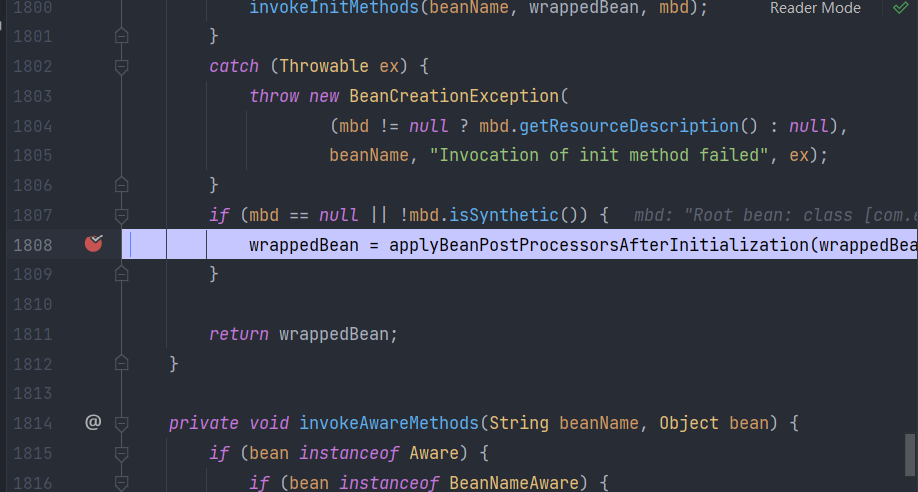 1800 invokeInitMethods(beanName, wrappedBean, mbd); Reader Mode
1801 }
1802 catch (Throwable ex) {
1803 throw new BeanCreationException(
1804 (mbd != null ? mbd.getResourceDescription() : null),
1805 beanName, "Invocation of init method failed", ex);
1806 }
1807 if (mbd == null || !mbd.isSynthetic()) { mbd: "Root bean: class [com.e
1808 wrappedBean = applyBeanPostProcessorsAfterInitialization(wrappedBea
1809 }
1810
1811 return wrappedBean;
1812 }
1813
1814 @ private void invokeAwareMethods(String beanName, Object bean) {
1815 if (bean instanceof Aware) {
1816 if (bean instanceof BeanNameAware) {